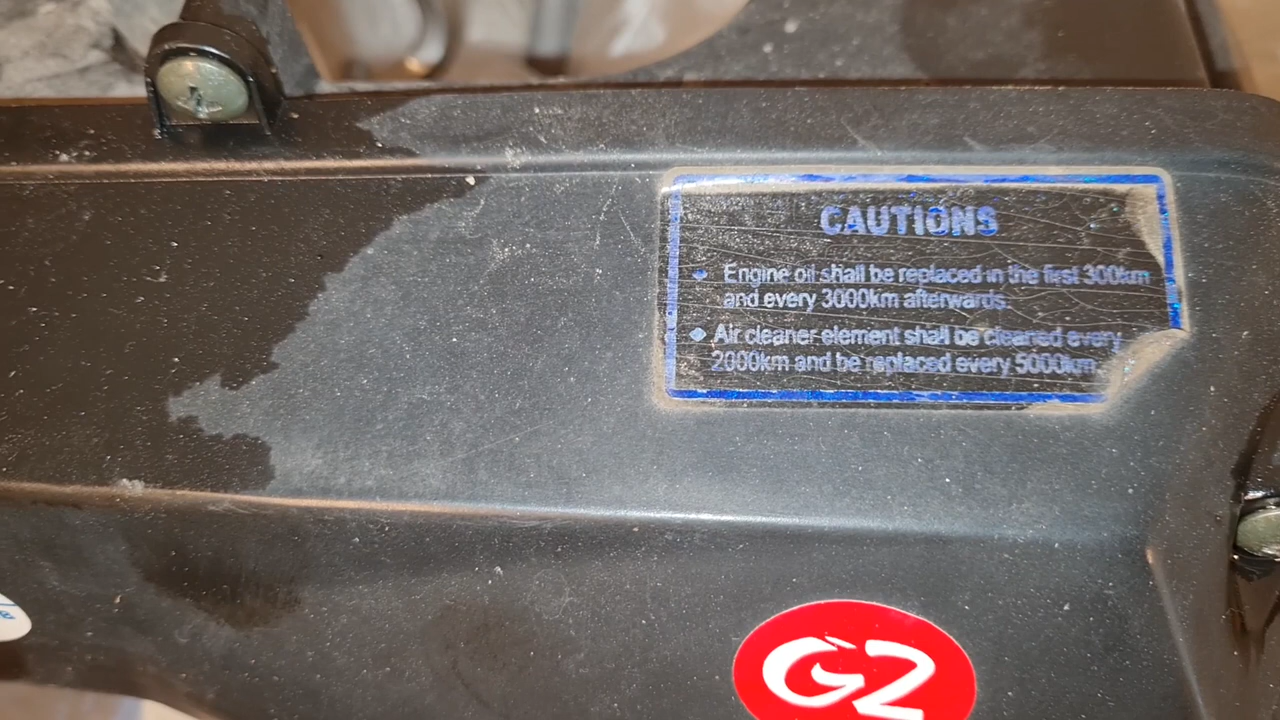 CAUTIONS
Engine oil shall be replaced in the first 300km
and every 3000km afterwards
Air cleaner element shall be cleaned every
2000km and be replaced every 5000km
G2